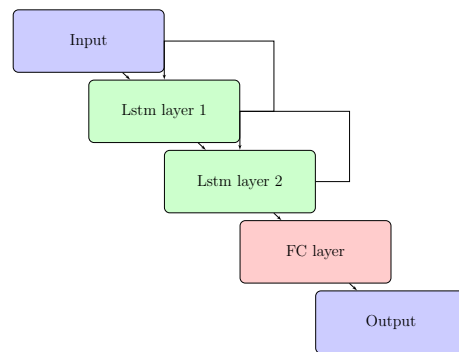 Input
Lstm layer 1
Lstm layer 2
FC layer
Output